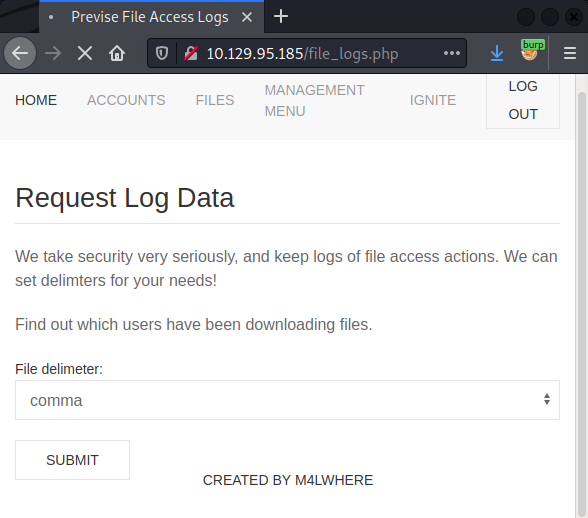 Previse File Access Logs
10.129.95.185/file_logs.php
burp
HOME
ACCOUNTS
FILES
MANAGEMENT
MENU
IGNITE
LOG
OUT
Request Log Data
We take security very seriously, and keep logs of file access actions. We can
set delimters for your needs!
Find out which users have been downloading files.
File delimeter:
comma
SUBMIT
CREATED BY M4LWHERE